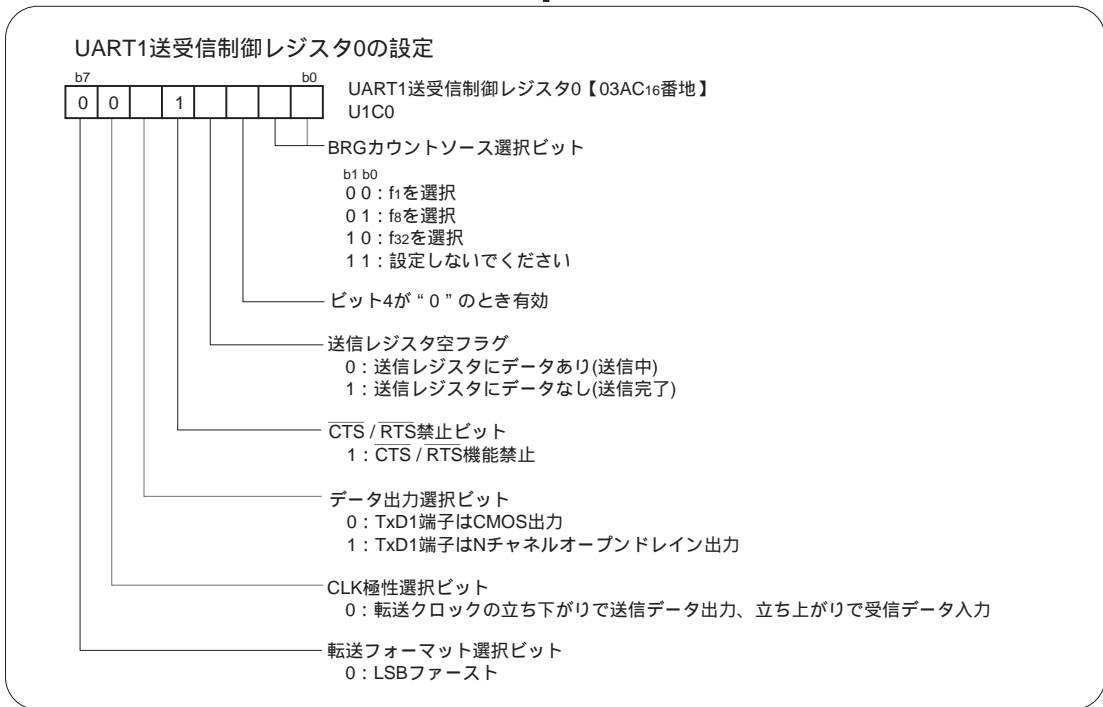 UART1送受信制御レジスタ0の設定
b7 b0
0 0 1
UART1送受信制御レジスタ0【03AC16番地】
U1C0
BRGカウントソース選択ビット
b1 b0
0 0：f1を選択
0 1：f8を選択
1 0：f32を選択
1 1：設定しないでください
ビット4が“0”のとき有効
送信レジスタ空フラグ
0：送信レジスタにデータあり(送信中)
1：送信レジスタにデータなし(送信完了)
CTS / RTS禁止ビット
1：CTS / RTS機能禁止
データ出力選択ビット
0：TxD1端子はCMOS出力
1：TxD1端子はNチャネルオープンドレイン出力
CLK極性選択ビット
0：転送クロックの立ち下がりで送信データ出力、立ち上がりで受信データ入力
転送フォーマット選択ビット
0：LSBファースト